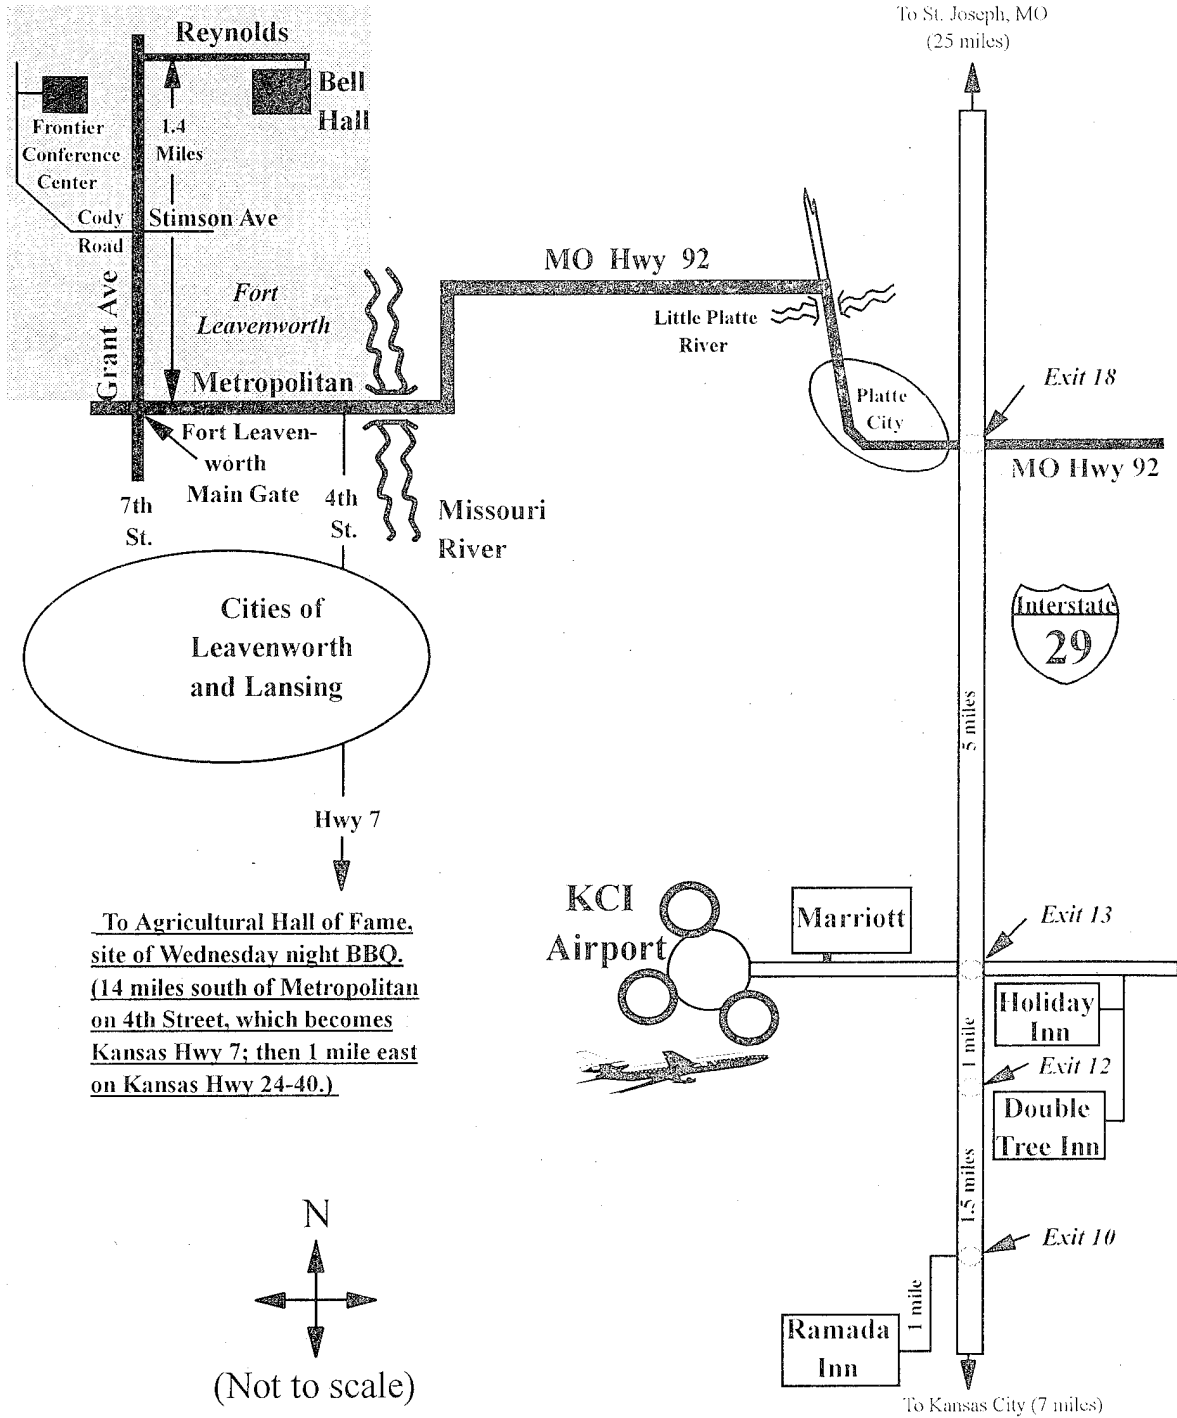 Reynolds
Bell
Hall
Frontier
Conference
Center
1.4
Miles
Cody
Road
Stimson Ave
Grant Ave
Fort
Leavenworth
Metropolitan
Fort Leaven-
worth
Main Gate
7th
St.
4th
St.
Missouri
River
Cities of
Leavenworth
and Lansing
Hwy 7
To Agricultural Hall of Fame,
site of Wednesday night BBQ.
(14 miles south of Metropolitan
on 4th Street, which becomes
Kansas Hwy 7; then 1 mile east
on Kansas Hwy 24-40.)
N
(Not to scale)
To St. Joseph, MO
(25 miles)
MO Hwy 92
Little Platte
River
Platte
City
Exit 18
MO Hwy 92
Interstate
29
5 miles
KCI
Airport
Marriott
Exit 13
Holiday
Inn
1 mile
Exit 12
Double
Tree Inn
1.5 miles
Exit 10
1 mile
Ramada
Inn
To Kansas City (7 miles)